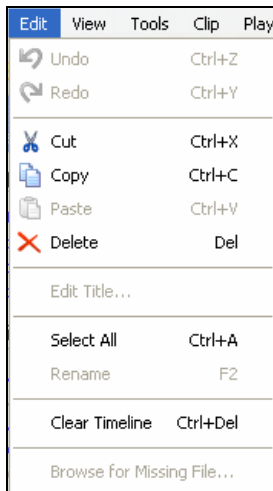 Edit View Tools Clip Play
Undo Ctrl+Z
Redo Ctrl+Y
Cut Ctrl+X
Copy Ctrl+C
Paste Ctrl+V
Delete Del
Edit Title...
Select All Ctrl+A
Rename F2
Clear Timeline Ctrl+Del
Browse for Missing File...